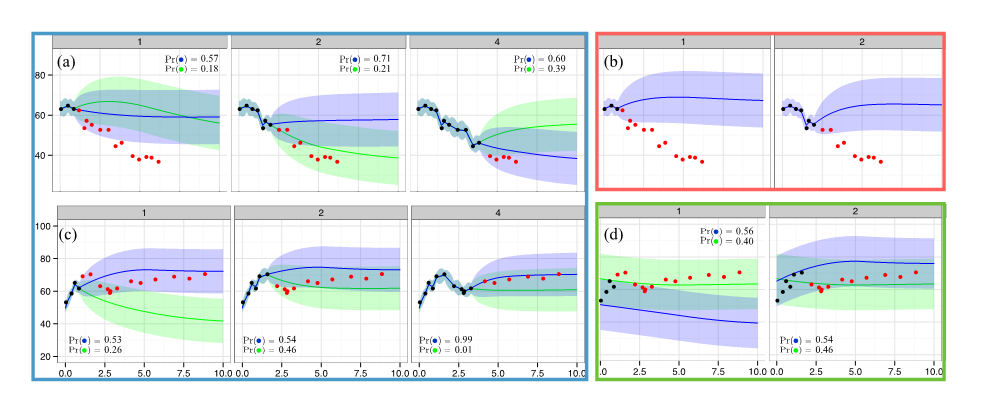 1 2 4
(a) Pr(●) = 0.57 Pr(●) = 0.71 Pr(●) = 0.60
Pr(●) = 0.18 Pr(●) = 0.21 Pr(●) = 0.39
80
60
40
1 2
(b)
1 2 4
100 (c)
80
60
40
20
Pr(●) = 0.53 Pr(●) = 0.54 Pr(●) = 0.99
Pr(●) = 0.26 Pr(●) = 0.46 Pr(●) = 0.01
0.0 2.5 5.0 7.5 10.0 0.0 2.5 5.0 7.5 10.0 0.0 2.5 5.0 7.5 10.0
1 2
(d) Pr(●) = 0.56
Pr(●) = 0.40
Pr(●) = 0.54
Pr(●) = 0.46
0.0 2.5 5.0 7.5 10.0 0.0 2.5 5.0 7.5 10.0